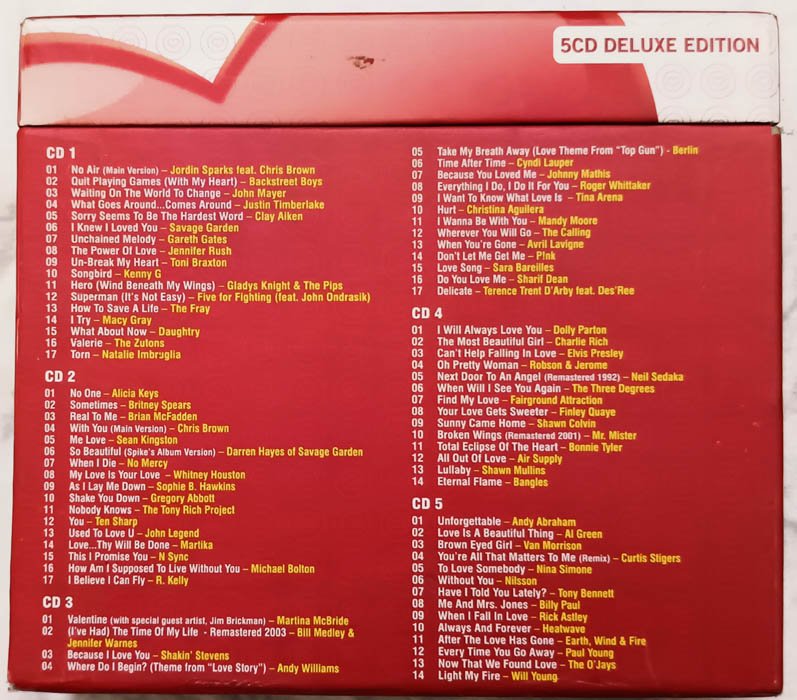 5CD DELUXE EDITION
CD 1
01 No Air (Main Version) – Jordin Sparks feat. Chris Brown
02 Quit Playing Games (With My Heart) – Backstreet Boys
03 Waiting On The World To Change – John Mayer
04 What Goes Around...Comes Around – Justin Timberlake
05 Sorry Seems To Be The Hardest Word – Clay Aiken
06 I Knew I Loved You – Savage Garden
07 Unchained Melody – Gareth Gates
08 The Power Of Love – Jennifer Rush
09 Un-Break My Heart – Toni Braxton
10 Songbird – Kenny G
11 Hero (Wind Beneath My Wings) – Gladys Knight & The Pips
12 Superman (It's Not Easy) – Five for Fighting (feat. John Ondrasik)
13 How To Save A Life – The Fray
14 I Try – Macy Gray
15 What About Now – Daughtry
16 Valerie – The Zutons
17 Torn – Natalie Imbruglia
CD 2
01 No One – Alicia Keys
02 Sometimes – Britney Spears
03 Real To Me – Brian McFadden
04 With You (Main Version) – Chris Brown
05 Me Love – Sean Kingston
06 So Beautiful (Spike's Album Version) – Darren Hayes of Savage Garden
07 When I Die – No Mercy
08 My Love Is Your Love – Whitney Houston
09 As I Lay Me Down – Sophie B. Hawkins
10 Shake You Down – Gregory Abbott
11 Nobody Knows – The Tony Rich Project
12 You – Ten Sharp
13 Used To Love U – John Legend
14 Love...Thy Will Be Done – Martika
15 This I Promise You – N Sync
16 How Am I Supposed To Live Without You – Michael Bolton
17 I Believe I Can Fly – R. Kelly
CD 3
01 Valentine (with special guest artist, Jim Brickman) – Martina McBride
02 (I've Had) The Time Of My Life - Remastered 2003 – Bill Medley &
Jennifer Warnes
03 Because I Love You – Shakin' Stevens
04 Where Do I Begin? (Theme from "Love Story") – Andy Williams
05 Take My Breath Away (Love Theme From "Top Gun") - Berlin
06 Time After Time – Cyndi Lauper
07 Because You Loved Me – Johnny Mathis
08 Everything I Do, I Do It For You – Roger Whittaker
09 I Want To Know What Love Is – Tina Arena
10 Hurt – Christina Aguilera
11 I Wanna Be With You – Mandy Moore
12 Wherever You Will Go – The Calling
13 When You're Gone – Avril Lavigne
14 Don't Let Me Get Me – P!nk
15 Love Song – Sara Bareilles
16 Do You Love Me – Sharif Dean
17 Delicate – Terence Trent D'Arby feat. Des'Ree
CD 4
01 I Will Always Love You – Dolly Parton
02 The Most Beautiful Girl – Charlie Rich
03 Can't Help Falling In Love – Elvis Presley
04 Oh Pretty Woman – Robson & Jerome
05 Next Door To An Angel (Remastered 1992) – Neil Sedaka
06 When Will I See You Again – The Three Degrees
07 Find My Love – Fairground Attraction
08 Your Love Gets Sweeter – Finley Quaye
09 Sunny Came Home – Shawn Colvin
10 Broken Wings (Remastered 2001) – Mr. Mister
11 Total Eclipse Of The Heart – Bonnie Tyler
12 All Out Of Love – Air Supply
13 Lullaby – Shawn Mullins
14 Eternal Flame – Bangles
CD 5
01 Unforgettable – Andy Abraham
02 Love Is A Beautiful Thing – Al Green
03 Brown Eyed Girl – Van Morrison
04 You're All That Matters To Me (Remix) – Curtis Stigers
05 To Love Somebody – Nina Simone
06 Without You – Nilsson
07 Have I Told You Lately? – Tony Bennett
08 Me And Mrs. Jones – Billy Paul
09 When I Fall In Love – Rick Astley
10 Always And Forever – Heatwave
11 After The Love Has Gone – Earth, Wind & Fire
12 Every Time You Go Away – Paul Young
13 Now That We Found Love – The O'Jays
14 Light My Fire – Will Young